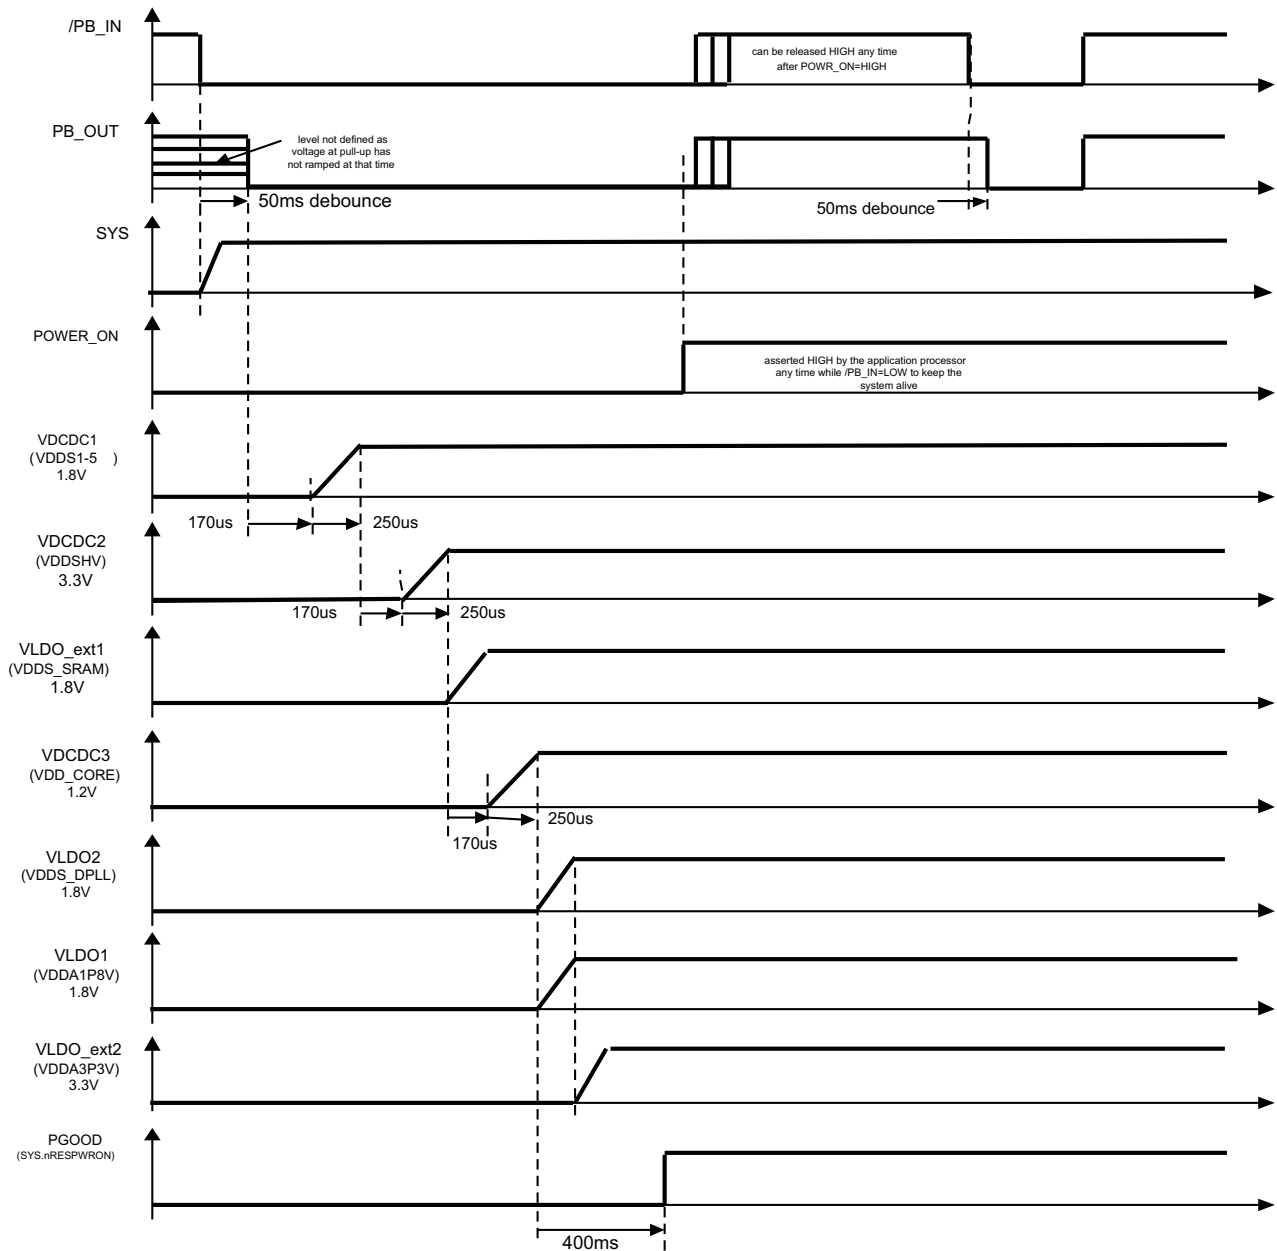 /PB_IN
can be released HIGH any time
after POWR_ON=HIGH
PB_OUT
level not defined as
voltage at pull-up has
not ramped at that time
50ms debounce
50ms debounce
SYS
POWER_ON
asserted HIGH by the application processor
any time while /PB_IN=LOW to keep the
system alive
VDCDC1
(VDDS1-5 )
1.8V
170us
250us
VDCDC2
(VDDSHV)
3.3V
170us
250us
VLDO_ext1
(VDDS_SRAM)
1.8V
VDCDC3
(VDD_CORE)
1.2V
250us
170us
VLDO2
(VDDS_DPLL)
1.8V
VLDO1
(VDDA1P8V)
1.8V
VLDO_ext2
(VDDA3P3V)
3.3V
PGOOD
(SYS.nRESPWRON)
400ms